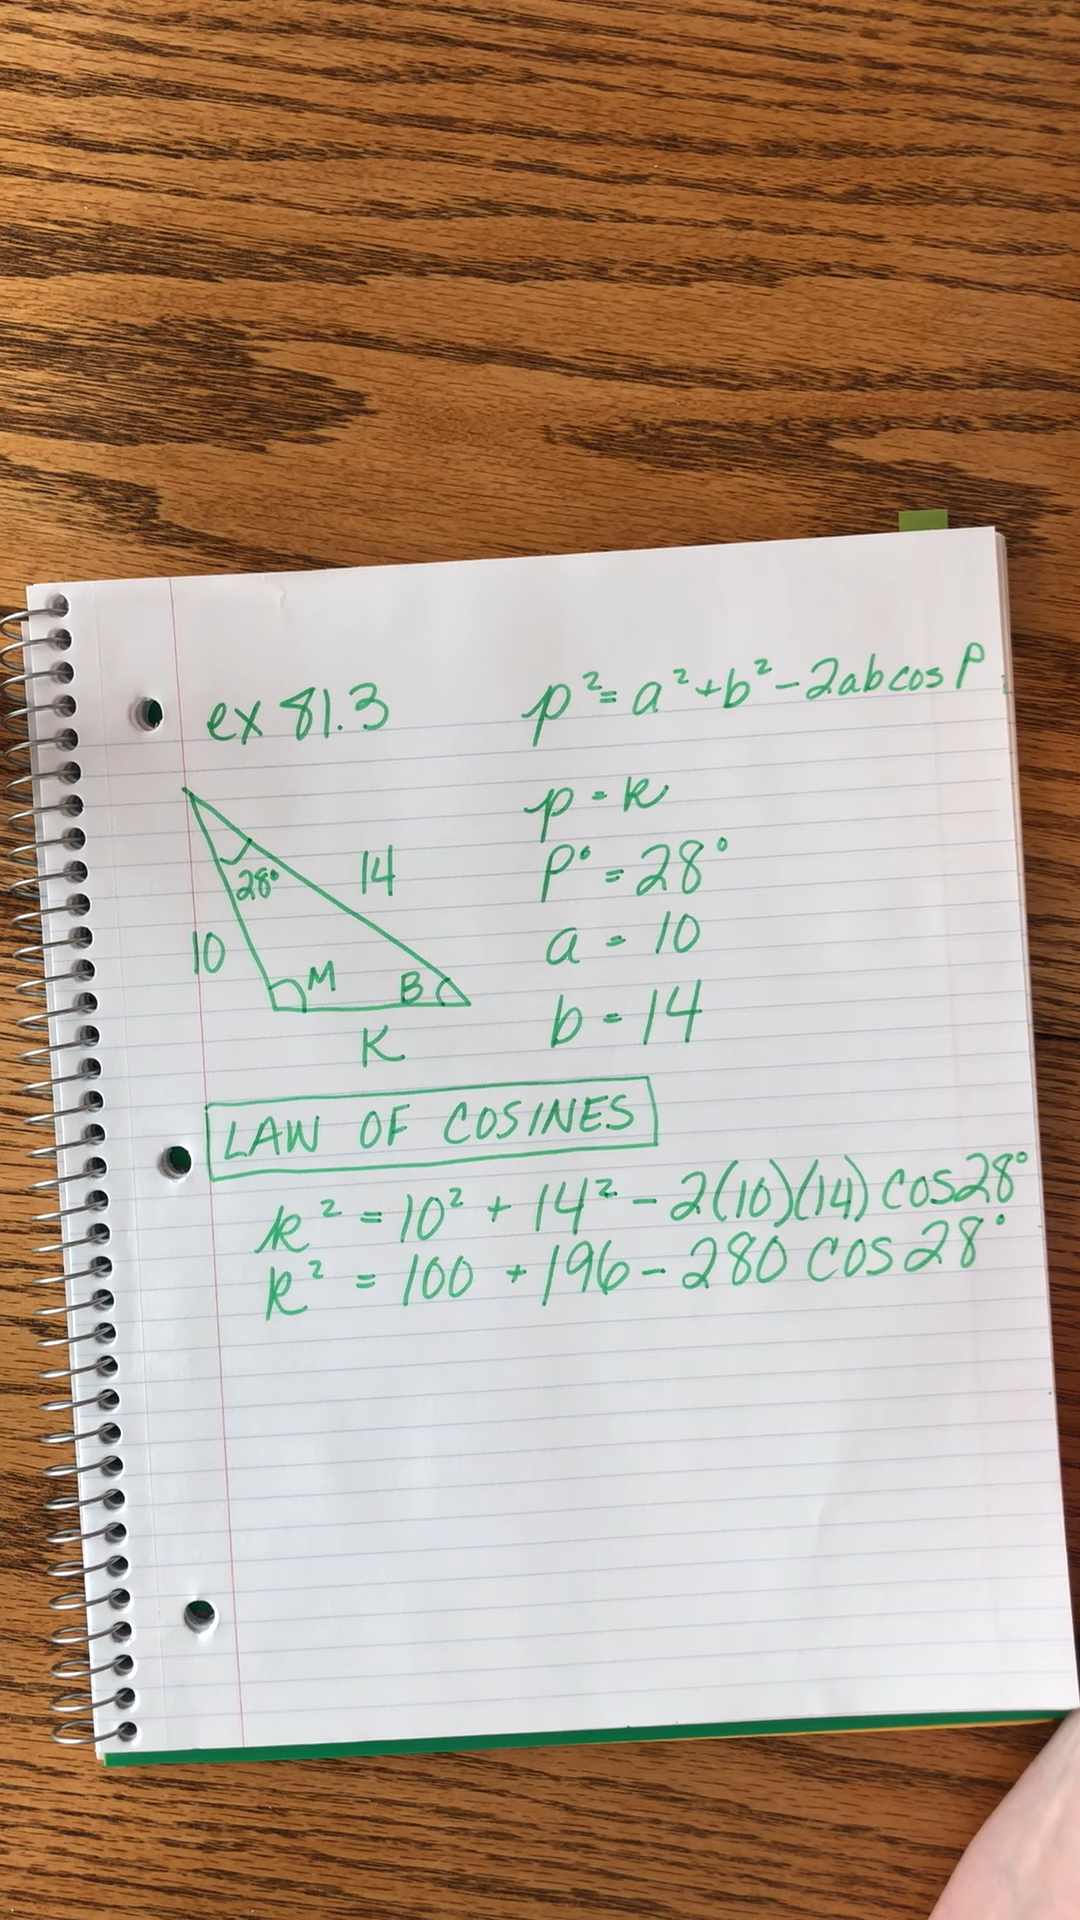 ex 81.3
p² = a² + b² - 2ab cos P
p = k
P° = 28°
a = 10
b = 14
28°
14
10
M
B
K
LAW OF COSINES
k² = 10² + 14² - 2(10)(14) cos 28°
k² = 100 + 196 - 280 cos 28°